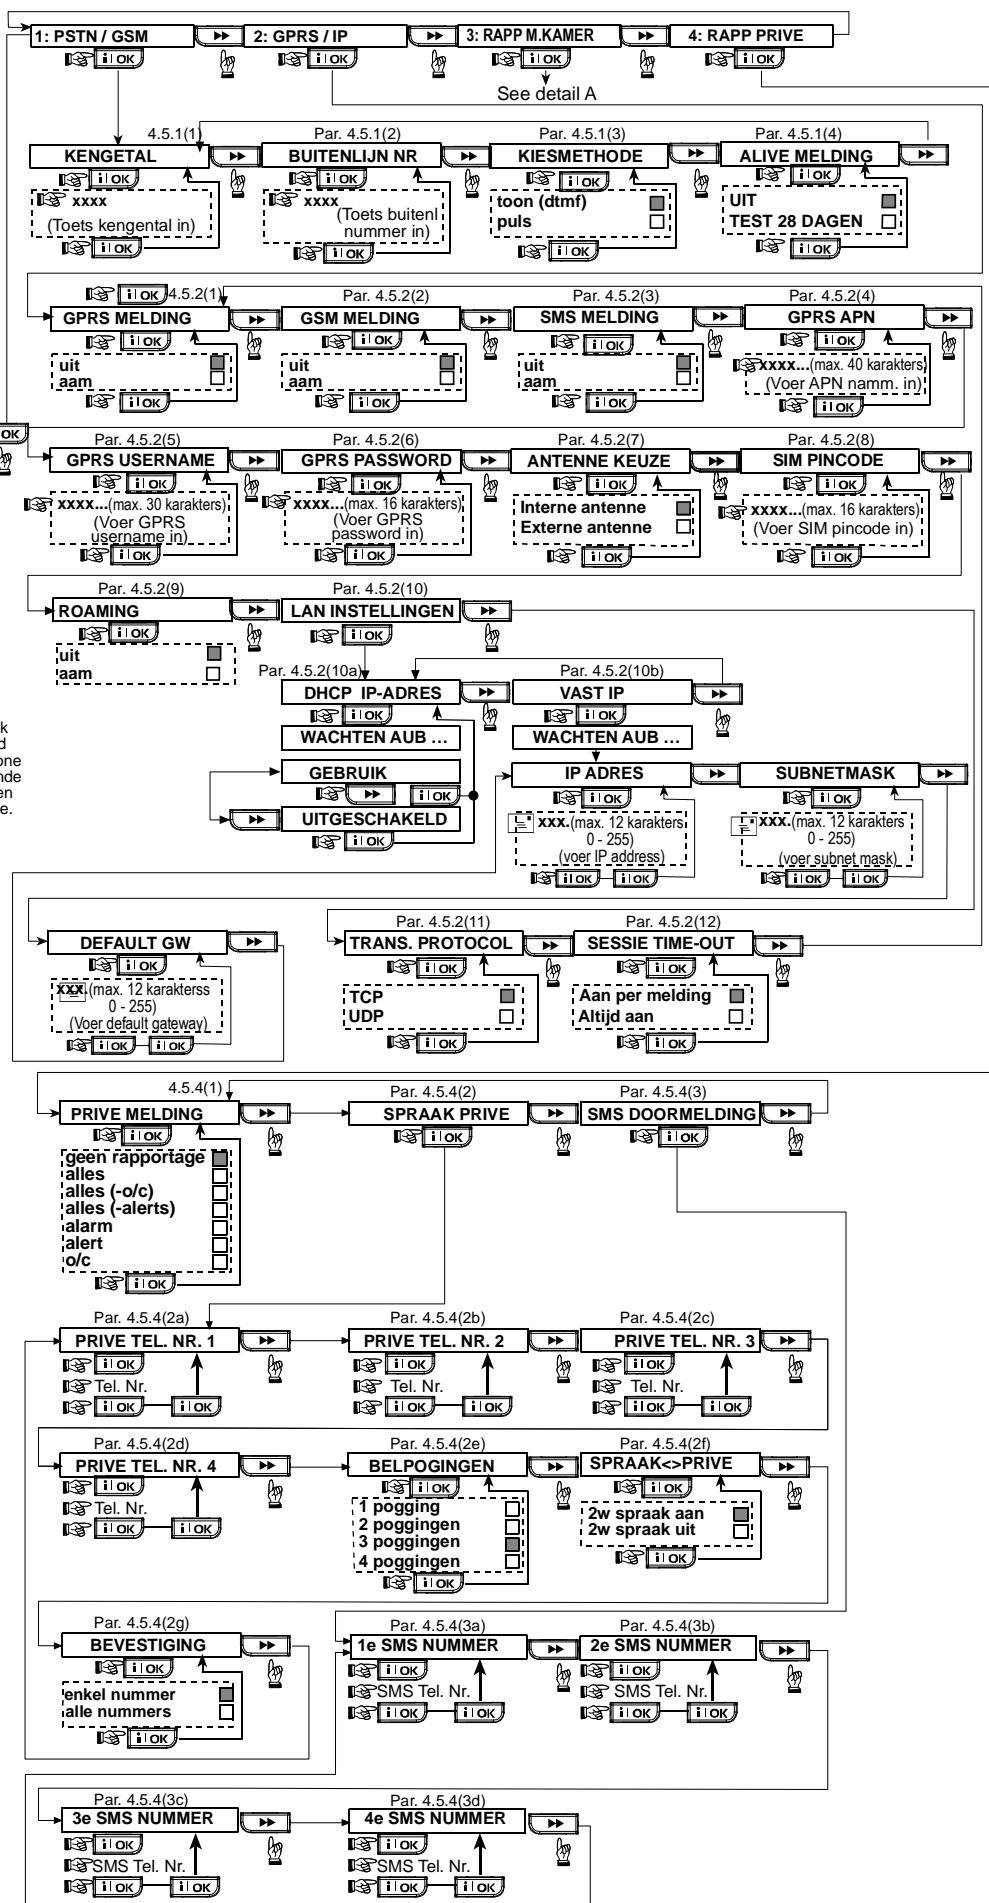 1: PSTN / GSM
2: GPRS / IP
3: RAPP M.KAMER
4: RAPP PRIVE
i OK
i OK
i OK
i OK
See detail A
4.5.1(1)
Par. 4.5.1(2)
Par. 4.5.1(3)
Par. 4.5.1(4)
KENGETAL
BUITENLIJN NR
KIESMETHODE
ALIVE MELDING
i OK
i OK
i OK
i OK
xxxx
(Toets kengental in)
i OK
xxxx
(Toets buitenl
nummer in)
i OK
toon (dtmf)
puls
i OK
UIT
TEST 28 DAGEN
i OK
i OK
4.5.2(1)
Par. 4.5.2(2)
Par. 4.5.2(3)
Par. 4.5.2(4)
GPRS MELDING
GSM MELDING
SMS MELDING
GPRS APN
i OK
i OK
i OK
i OK
uit
aam
i OK
uit
aam
i OK
uit
aam
i OK
xxxx...(max. 40 karakters)
(Voer APN namm. in)
i OK
OK
Par. 4.5.2(5)
Par. 4.5.2(6)
Par. 4.5.2(7)
Par. 4.5.2(8)
GPRS USERNAME
GPRS PASSWORD
ANTENNE KEUZE
SIM PINCODE
i OK
i OK
i OK
i OK
xxxx...(max. 30 karakters)
(Voer GPRS
username in)
i OK
xxxx...(max. 16 karakters)
(Voer GPRS
password in)
i OK
Interne antenne
Externe antenne
i OK
xxxx...(max. 16 karakters)
(Voer SIM pincode in)
i OK
Par. 4.5.2(9)
Par. 4.5.2(10)
ROAMING
LAN INSTELLINGEN
i OK
i OK
uit
aam
Par. 4.5.2(10a)
Par. 4.5.2(10b)
DHCP IP-ADRES
VAST IP
i OK
i OK
WACHTEN AUB ...
WACHTEN AUB ...
k
d
one
nde
en
e.
GEBRUIK
i OK
UITGESCHAKELD
i OK
IP ADRES
SUBNETMASK
i OK
i OK
xxx.(max. 12 karakters
0 - 255)
(voer IP address)
i OK
i OK
xxx.(max. 12 karakters
0 - 255)
(voer subnet mask)
i OK
i OK
Par. 4.5.2(11)
Par. 4.5.2(12)
DEFAULT GW
TRANS. PROTOCOL
SESSIE TIME-OUT
i OK
i OK
i OK
xxx.(max. 12 karakterss
0 - 255)
(Voer default gateway)
i OK
i OK
TCP
UDP
i OK
Aan per melding
Altijd aan
i OK
4.5.4(1)
Par. 4.5.4(2)
Par. 4.5.4(3)
PRIVE MELDING
SPRAAK PRIVE
SMS DOORMELDING
i OK
i OK
i OK
geen rapportage
alles
alles (-o/c)
alles (-alerts)
alarm
alert
o/c
i OK
Par. 4.5.4(2a)
Par. 4.5.4(2b)
Par. 4.5.4(2c)
PRIVE TEL. NR. 1
PRIVE TEL. NR. 2
PRIVE TEL. NR. 3
i OK
i OK
i OK
Tel. Nr.
Tel. Nr.
Tel. Nr.
i OK
i OK
i OK
i OK
i OK
i OK
Par. 4.5.4(2d)
Par. 4.5.4(2e)
Par. 4.5.4(2f)
PRIVE TEL. NR. 4
BELPOGINGEN
SPRAAK<>PRIVE
i OK
i OK
i OK
Tel. Nr.
i OK
i OK
1 pogging
2 poggingen
3 poggingen
4 poggingen
i OK
2w spraak aan
2w spraak uit
i OK
Par. 4.5.4(2g)
Par. 4.5.4(3a)
Par. 4.5.4(3b)
BEVESTIGING
1e SMS NUMMER
2e SMS NUMMER
i OK
i OK
i OK
enkel nummer
alle nummers
i OK
SMS Tel. Nr.
SMS Tel. Nr.
i OK
i OK
i OK
i OK
Par. 4.5.4(3c)
Par. 4.5.4(3d)
3e SMS NUMMER
4e SMS NUMMER
i OK
i OK
SMS Tel. Nr.
SMS Tel. Nr.
i OK
i OK
i OK
i OK